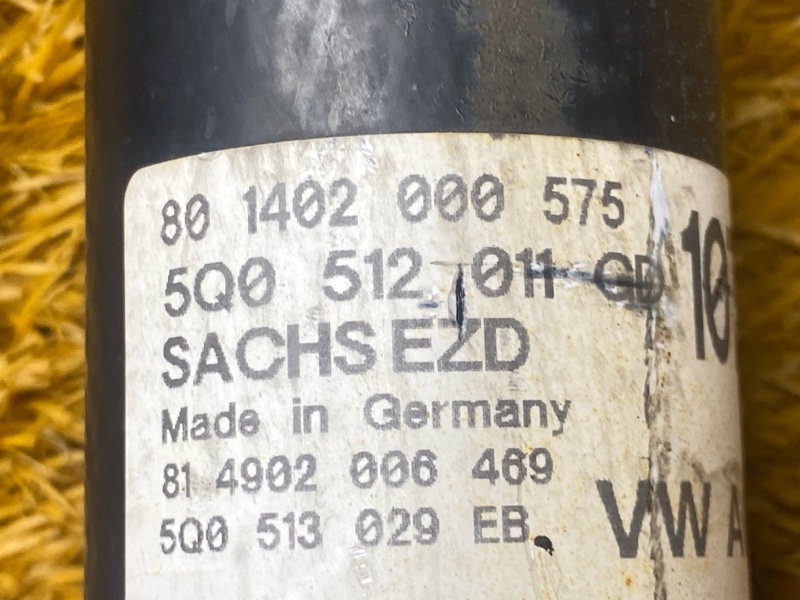 80 1402 000 575
5Q0 512 011 GD
SACHS EZD
Made in Germany
81 4902 006 469
5Q0 513 029 EB
VW